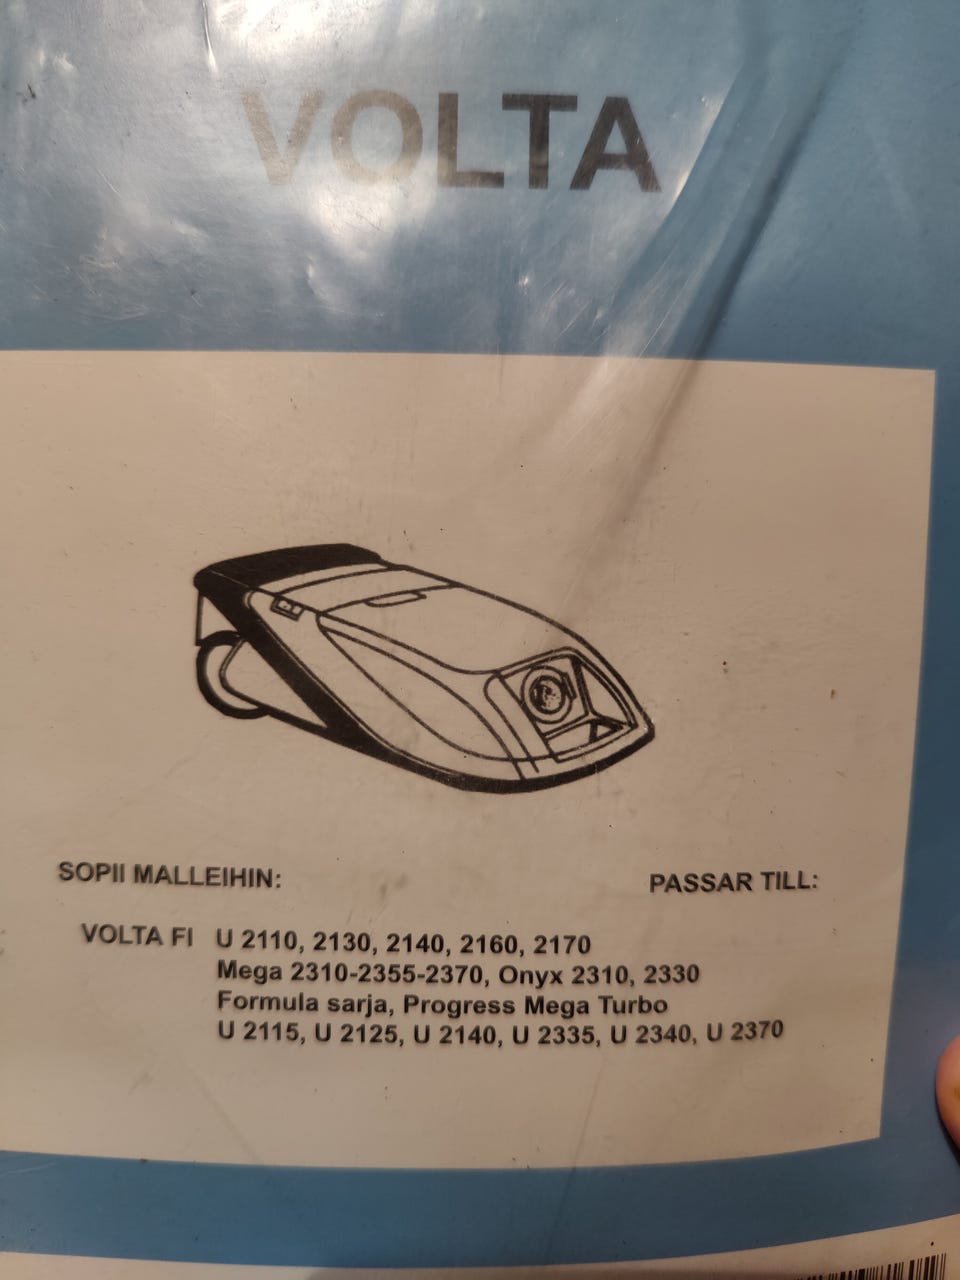 VOLTA
SOPII MALLEIHIN:
PASSAR TILL:
VOLTA FI U 2110, 2130, 2140, 2160, 2170
Mega 2310-2355-2370, Onyx 2310, 2330
Formula sarja, Progress Mega Turbo
U 2115, U 2125, U 2140, U 2335, U 2340, U 2370